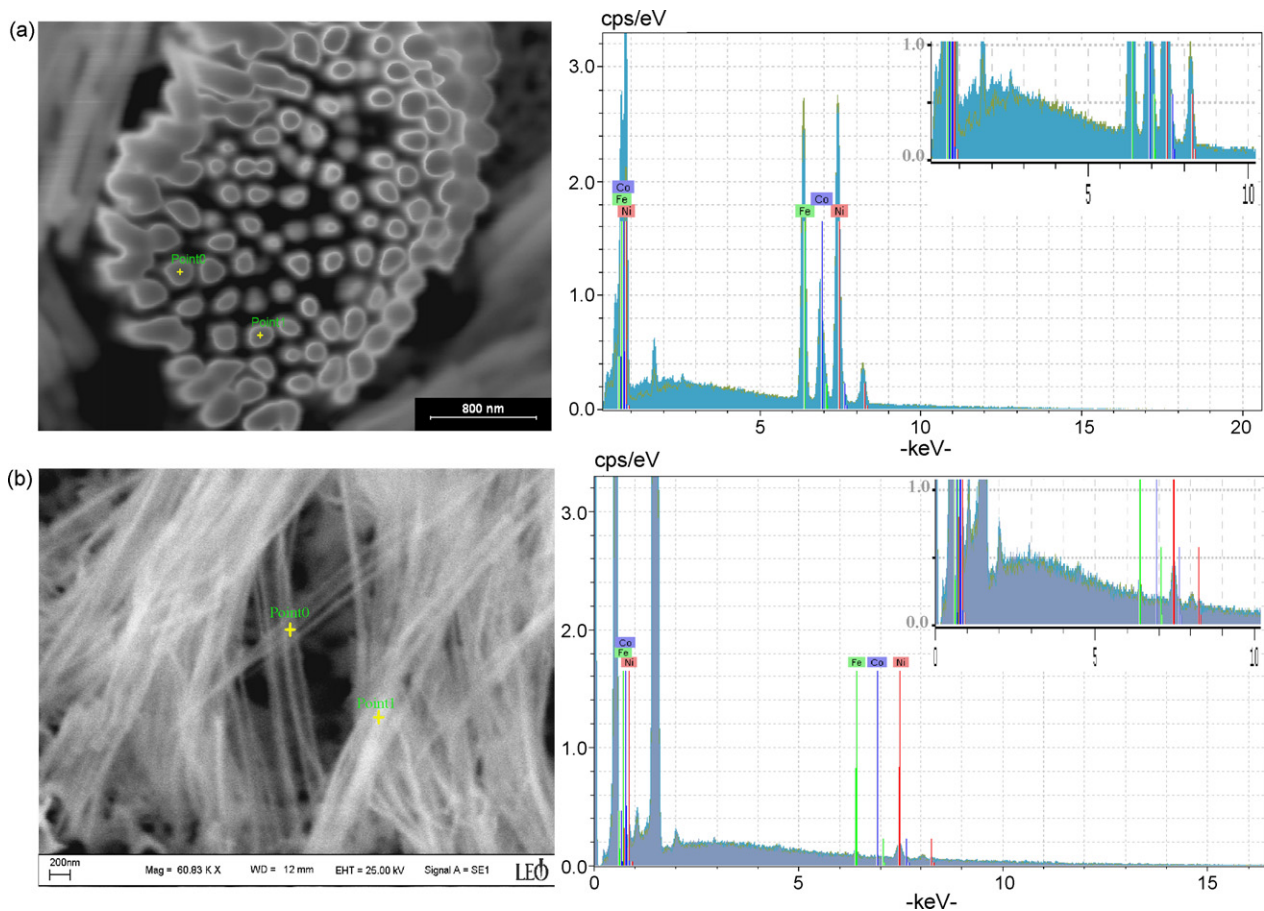 (a)
Point0
Point
800 nm
cps/eV
3.0
2.0
1.0
0.0
Co
Fe
Ni
Fe
Co
Ni
5
10
15
20
-keV-
1.0
0.0
5
10
(b)
Point0
Point1
200nm
Mag = 60.83 K X
WD = 12 mm
EHT = 25.00 kV
Signal A = SE1
LEO
cps/eV
3.0
2.0
1.0
0.0
Co
Fe
Ni
Fe
Co
Ni
0
5
10
15
-keV-
1.0
0.0
0
5
10